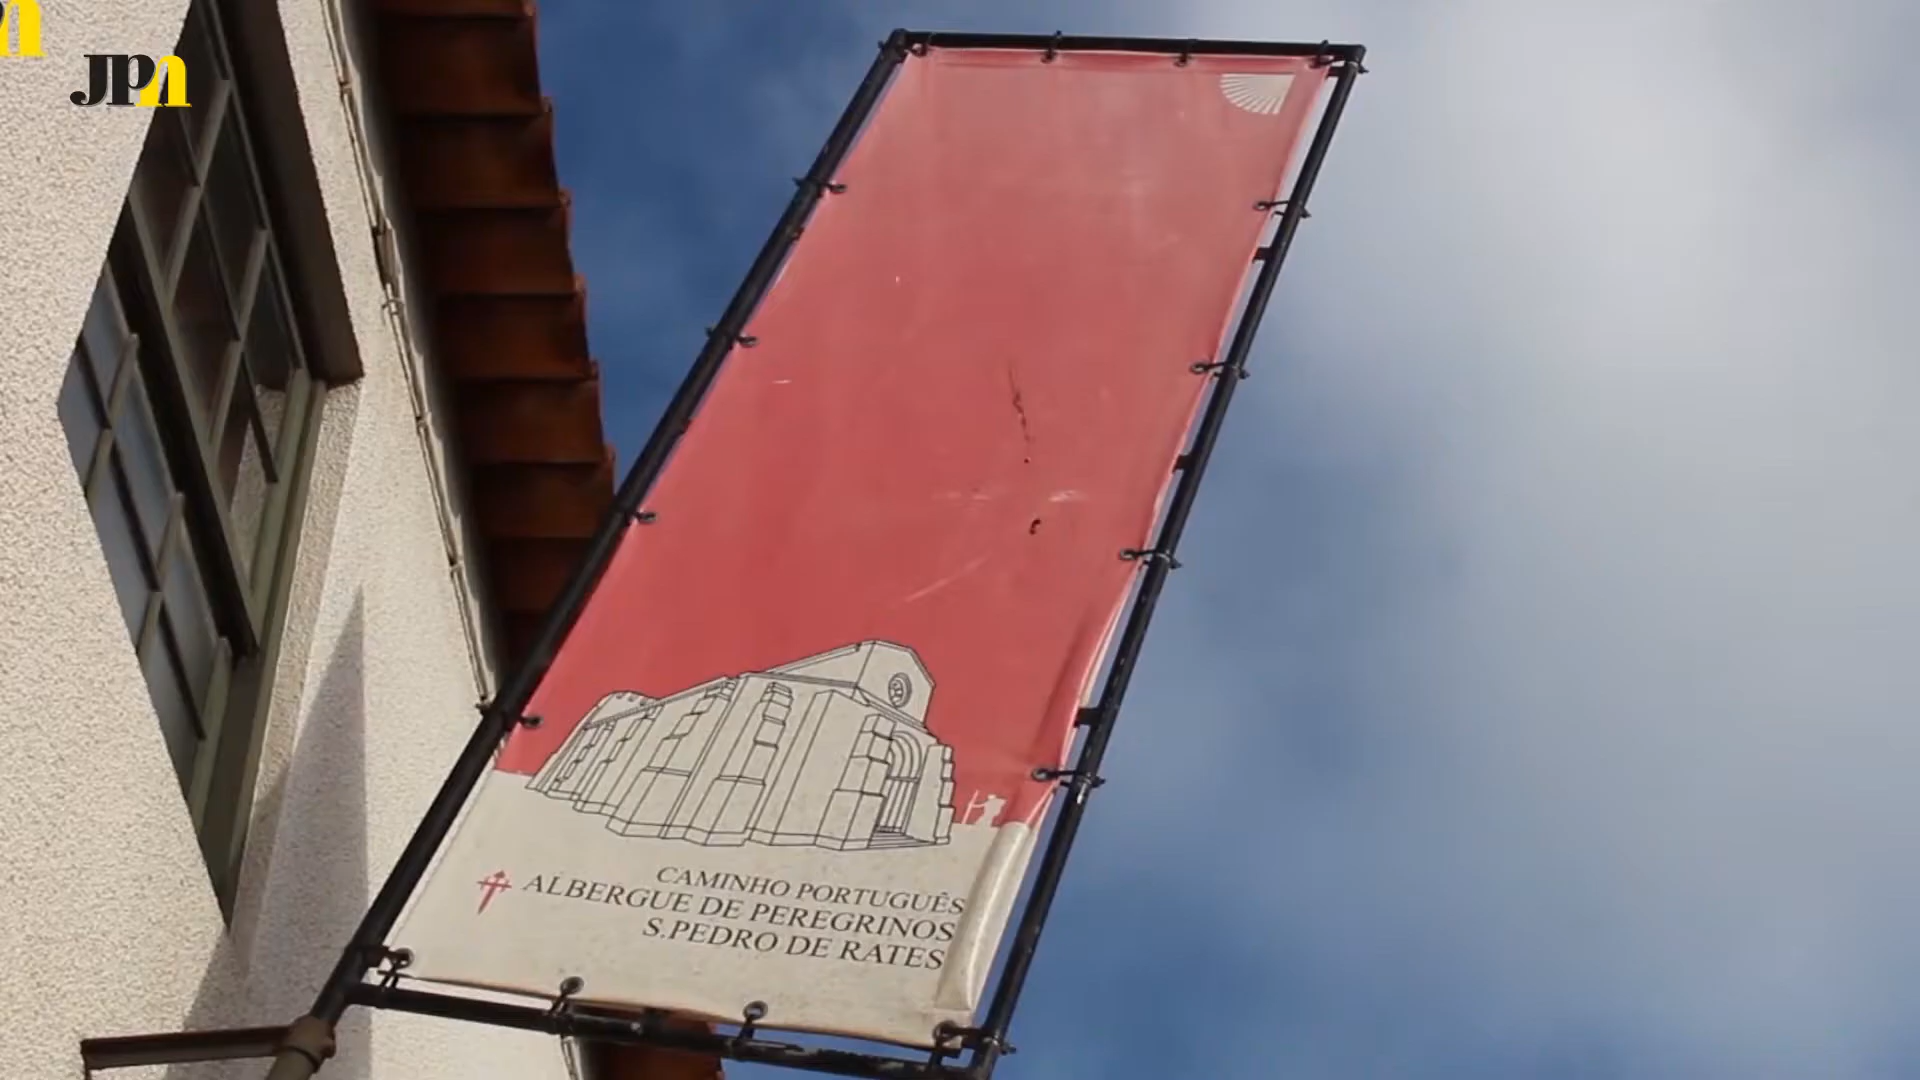 JPn
CAMINHO PORTUGUÊS
ALBERGUE DE PEREGRINOS
S.PEDRO DE RATES